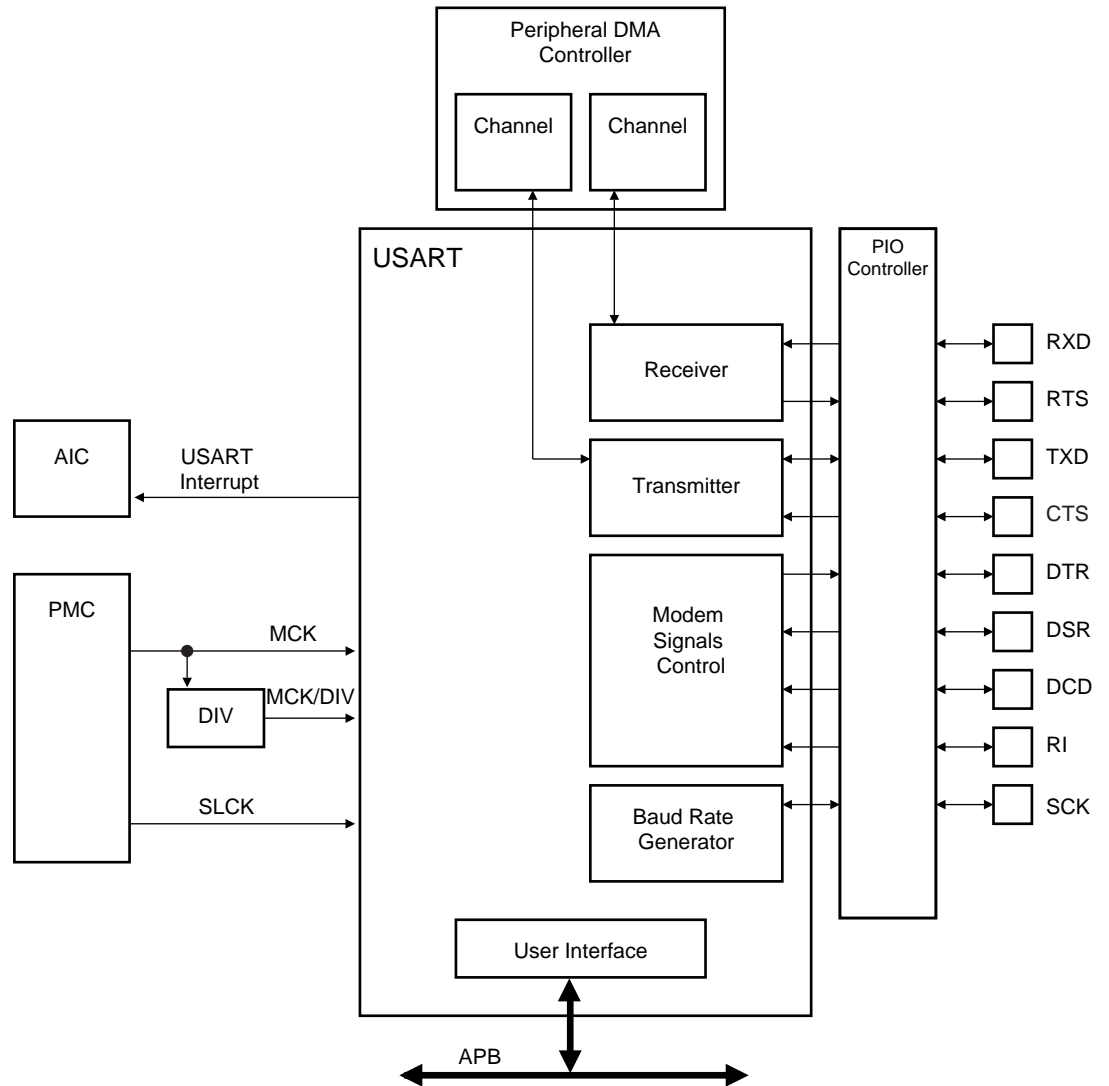 Peripheral DMA
Controller
Channel
Channel
USART
PIO
Controller
Receiver
RXD
RTS
AIC
USART
Interrupt
Transmitter
TXD
CTS
PMC
MCK
DIV
MCK/DIV
SLCK
Modem
Signals
Control
DTR
DSR
DCD
RI
Baud Rate
Generator
SCK
User Interface
APB